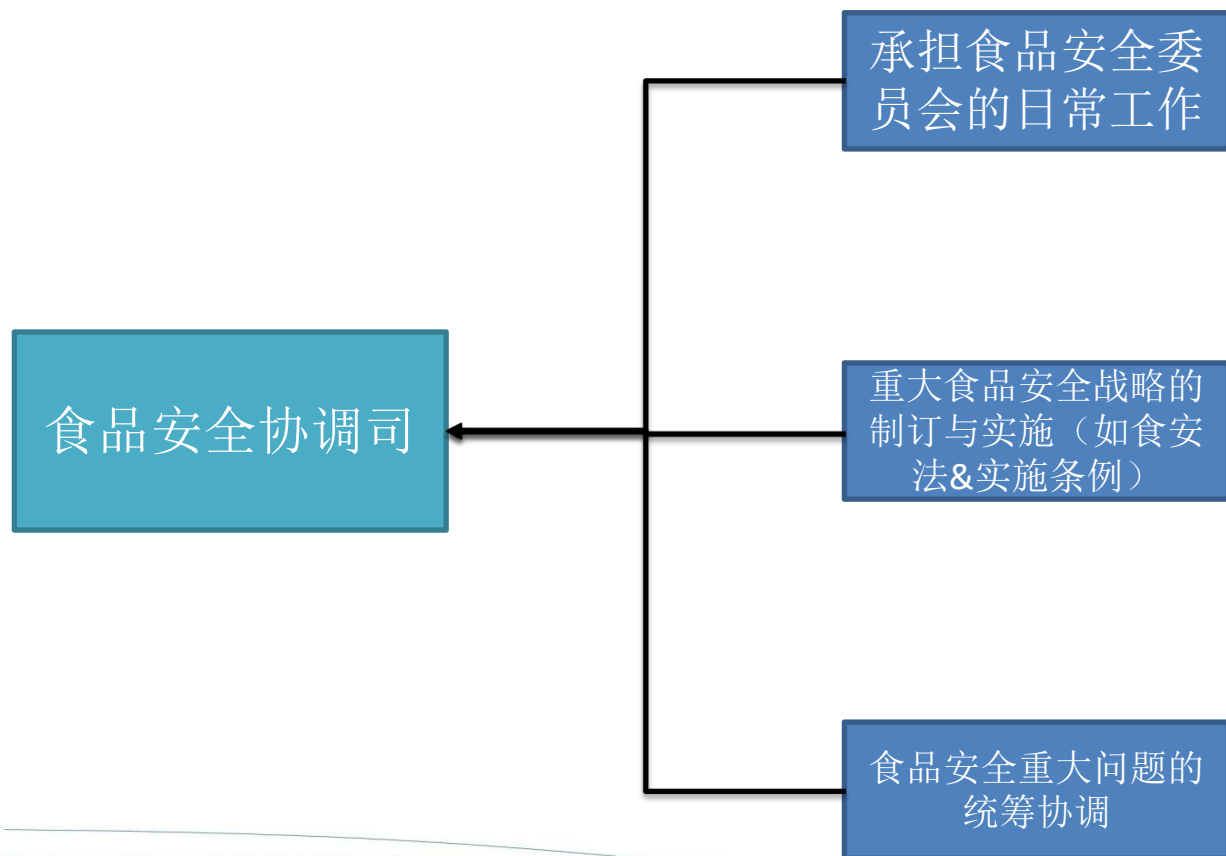 承担食品安全委
员会的日常工作
食品安全协调司
重大食品安全战略的
制订与实施（如食安
法&实施条例）
食品安全重大问题的
统筹协调